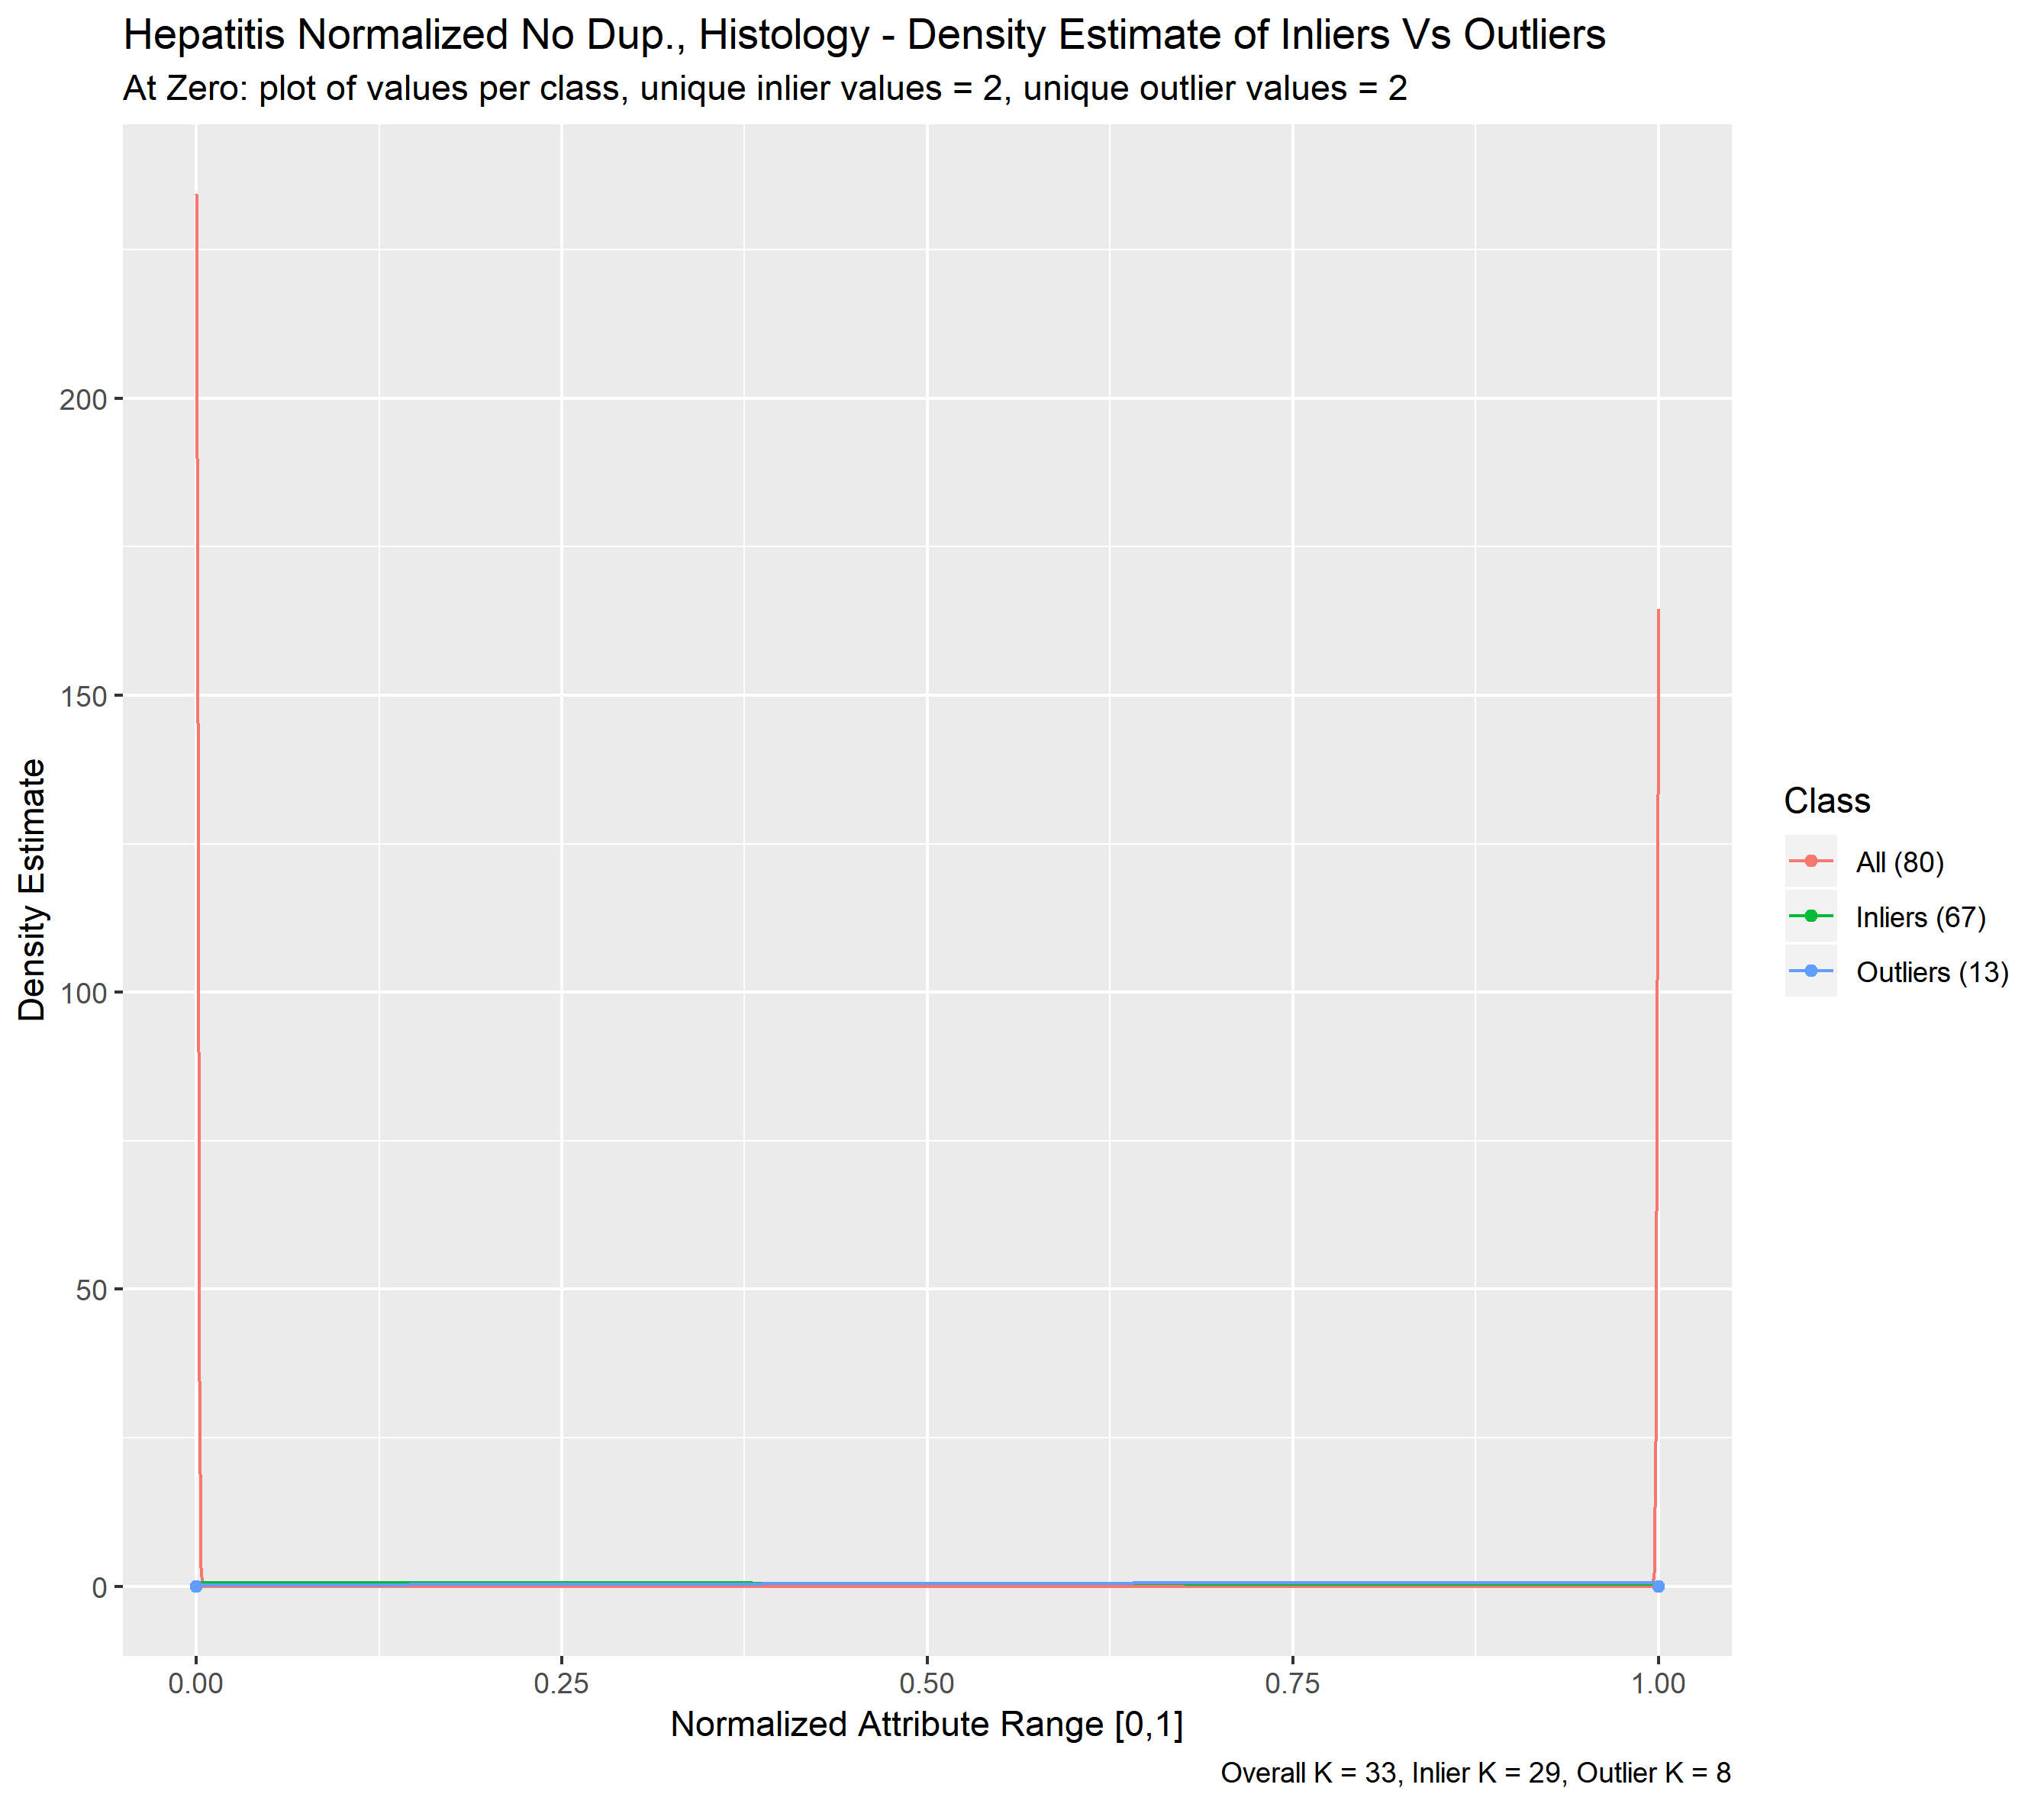 Hepatitis Normalized No Dup., Histology - Density Estimate of Inliers Vs Outliers
At Zero: plot of values per class, unique inlier values = 2, unique outlier values = 2
200
150
100
50
0
Density Estimate
0.00
0.25
0.50
0.75
1.00
Normalized Attribute Range [0,1]
Class
All (80)
Inliers (67)
Outliers (13)
Overall K = 33, Inlier K = 29, Outlier K = 8